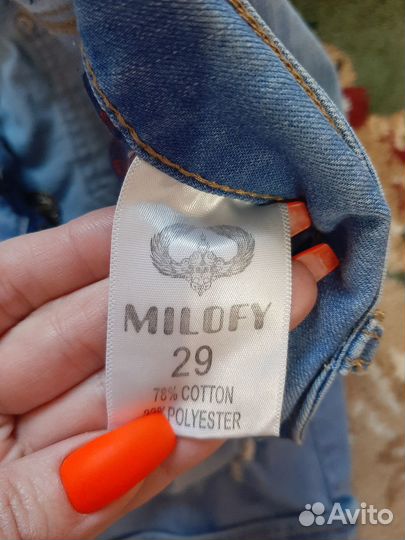 MILOFY
29
78% COTTON
POLYESTER
Avito